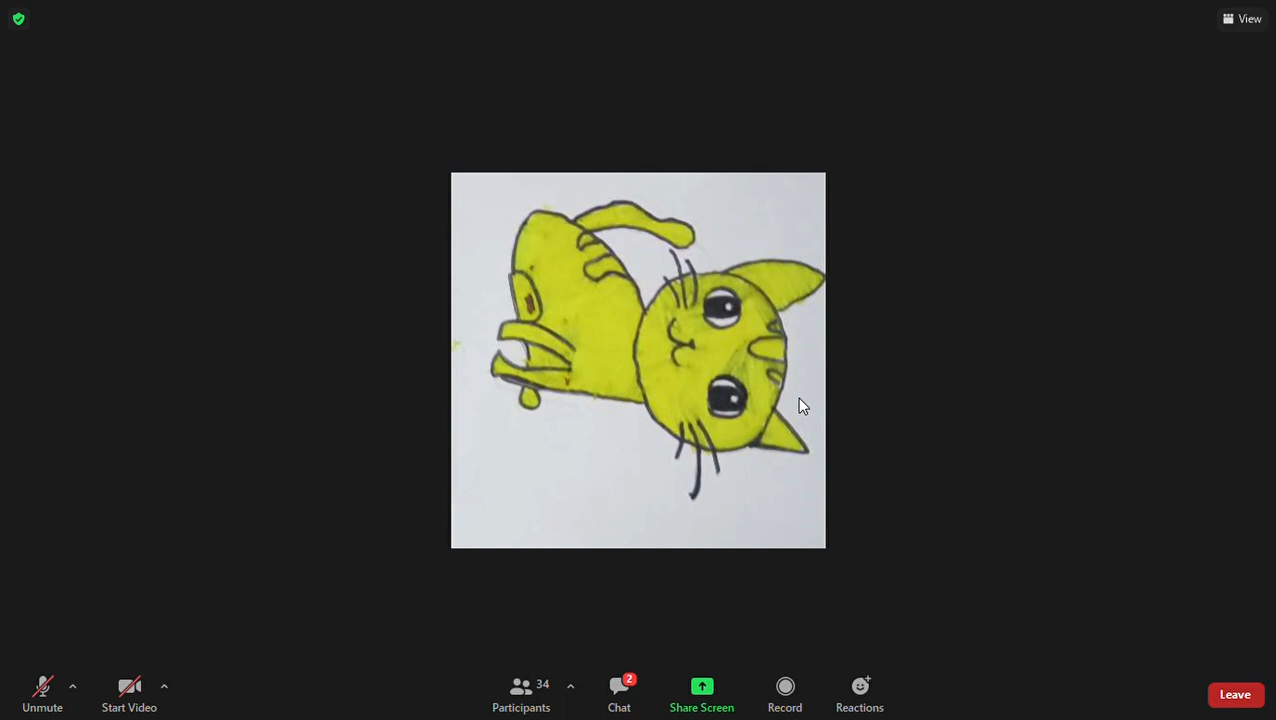 View
Unmute
Start Video
34
Participants
2
Chat
Share Screen
Record
Reactions
Leave